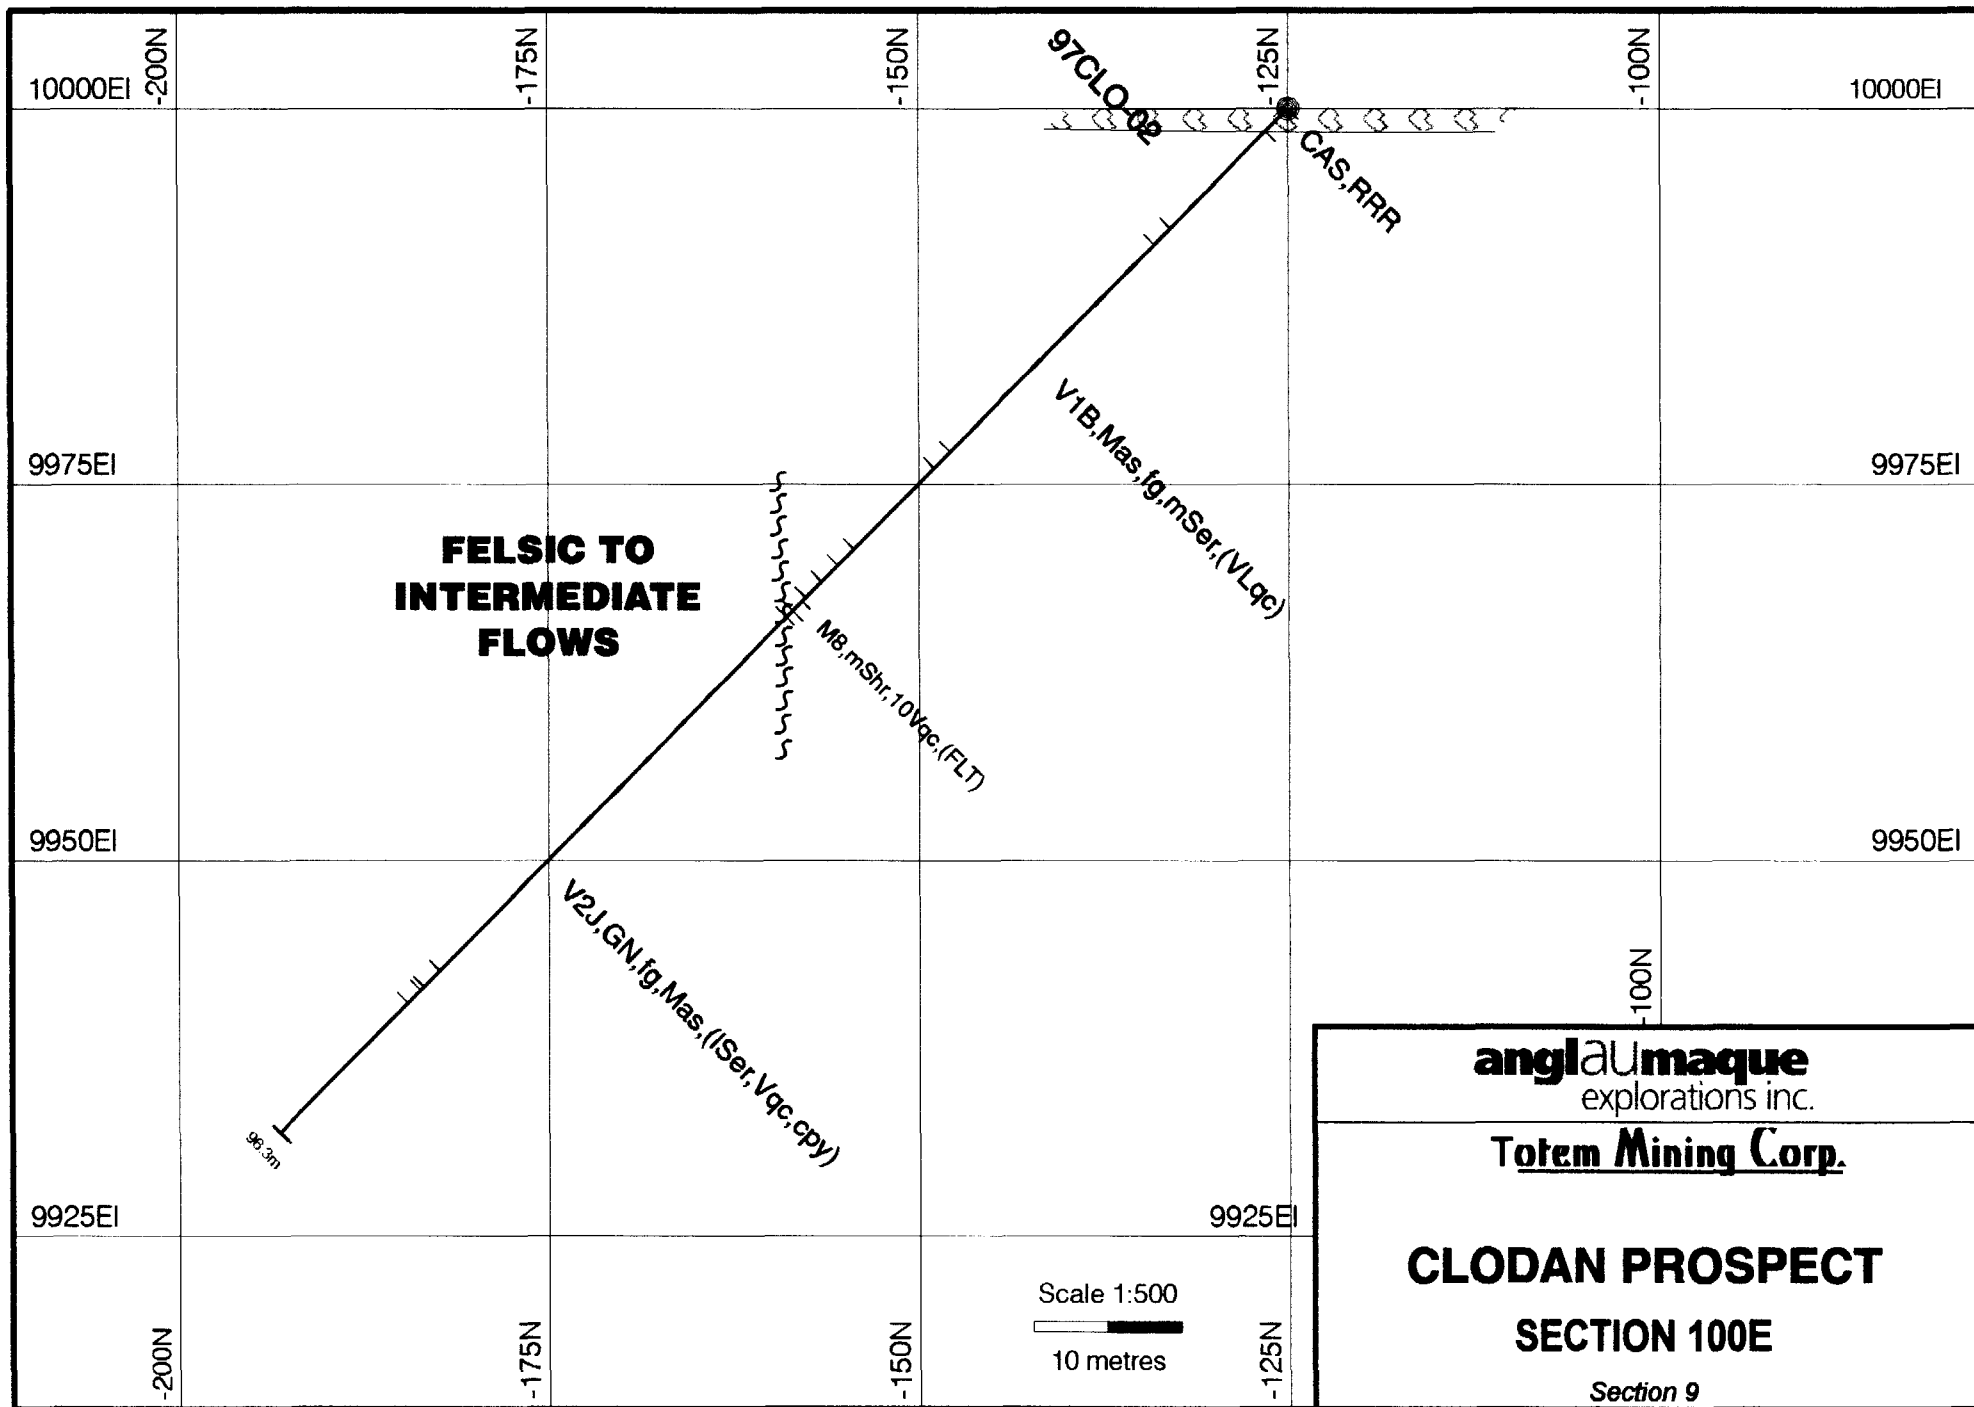 -200N
-175N
-150N
97CLO-02
-125N
-100N
10000El
10000El
CAS,RRR
V1B,Mas,fg,mSer,(VLqc)
9975El
9975El
FELSIC TO
INTERMEDIATE
FLOWS
M8,mShr,10Vqc,(FLT)
9950El
9950El
V2J,GN,fg,Mas,(lSer,Vqc,cpy)
-100N
96.3m
9925El
9925El
anglaumaque
explorations inc.
Totem Mining Corp.
CLODAN PROSPECT
SECTION 100E
Section 9
Scale 1:500
10 metres
-200N
-175N
-150N
-125N